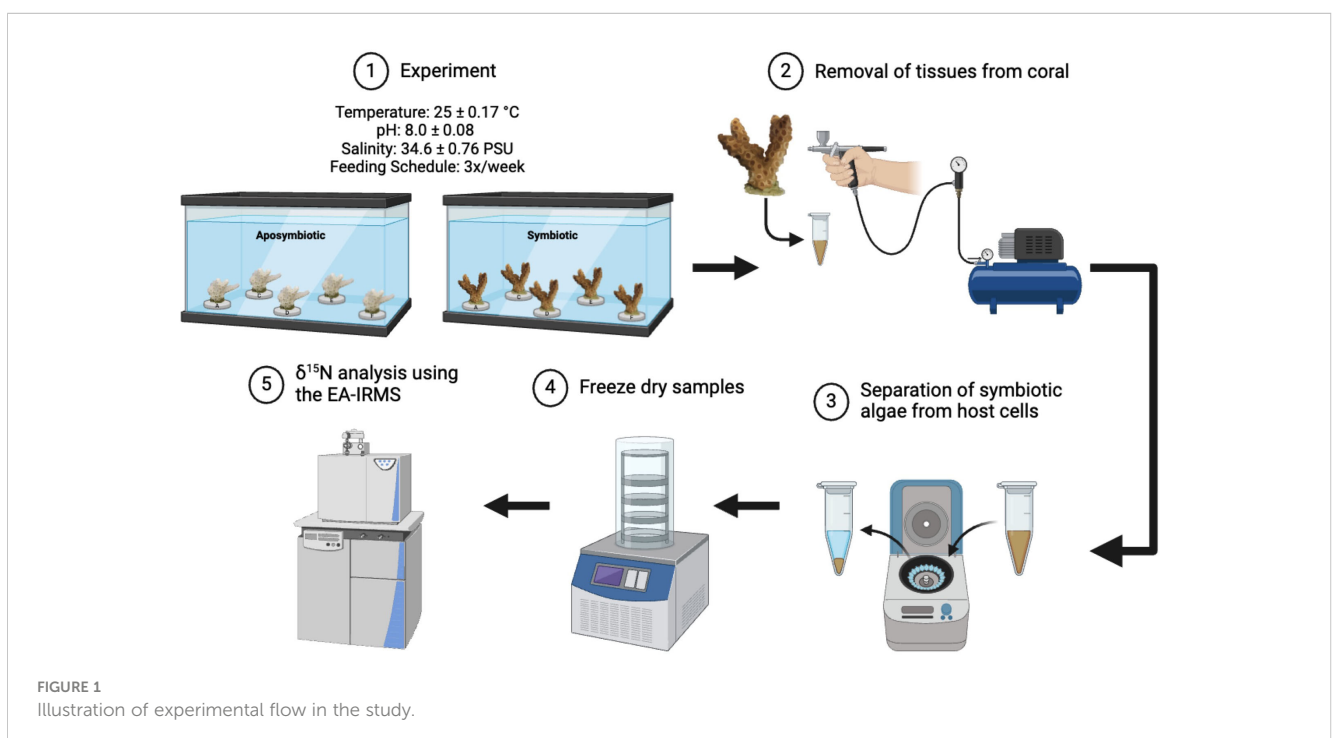 1 Experiment
Temperature: 25 ± 0.17 °C
pH: 8.0 ± 0.08
Salinity: 34.6 ± 0.76 PSU
Feeding Schedule: 3x/week
Aposymbiotic
Symbiotic
2 Removal of tissues from coral
3 Separation of symbiotic
algae from host cells
4 Freeze dry samples
5 δ¹⁵N analysis using
the EA-IRMS
FIGURE 1
Illustration of experimental flow in the study.